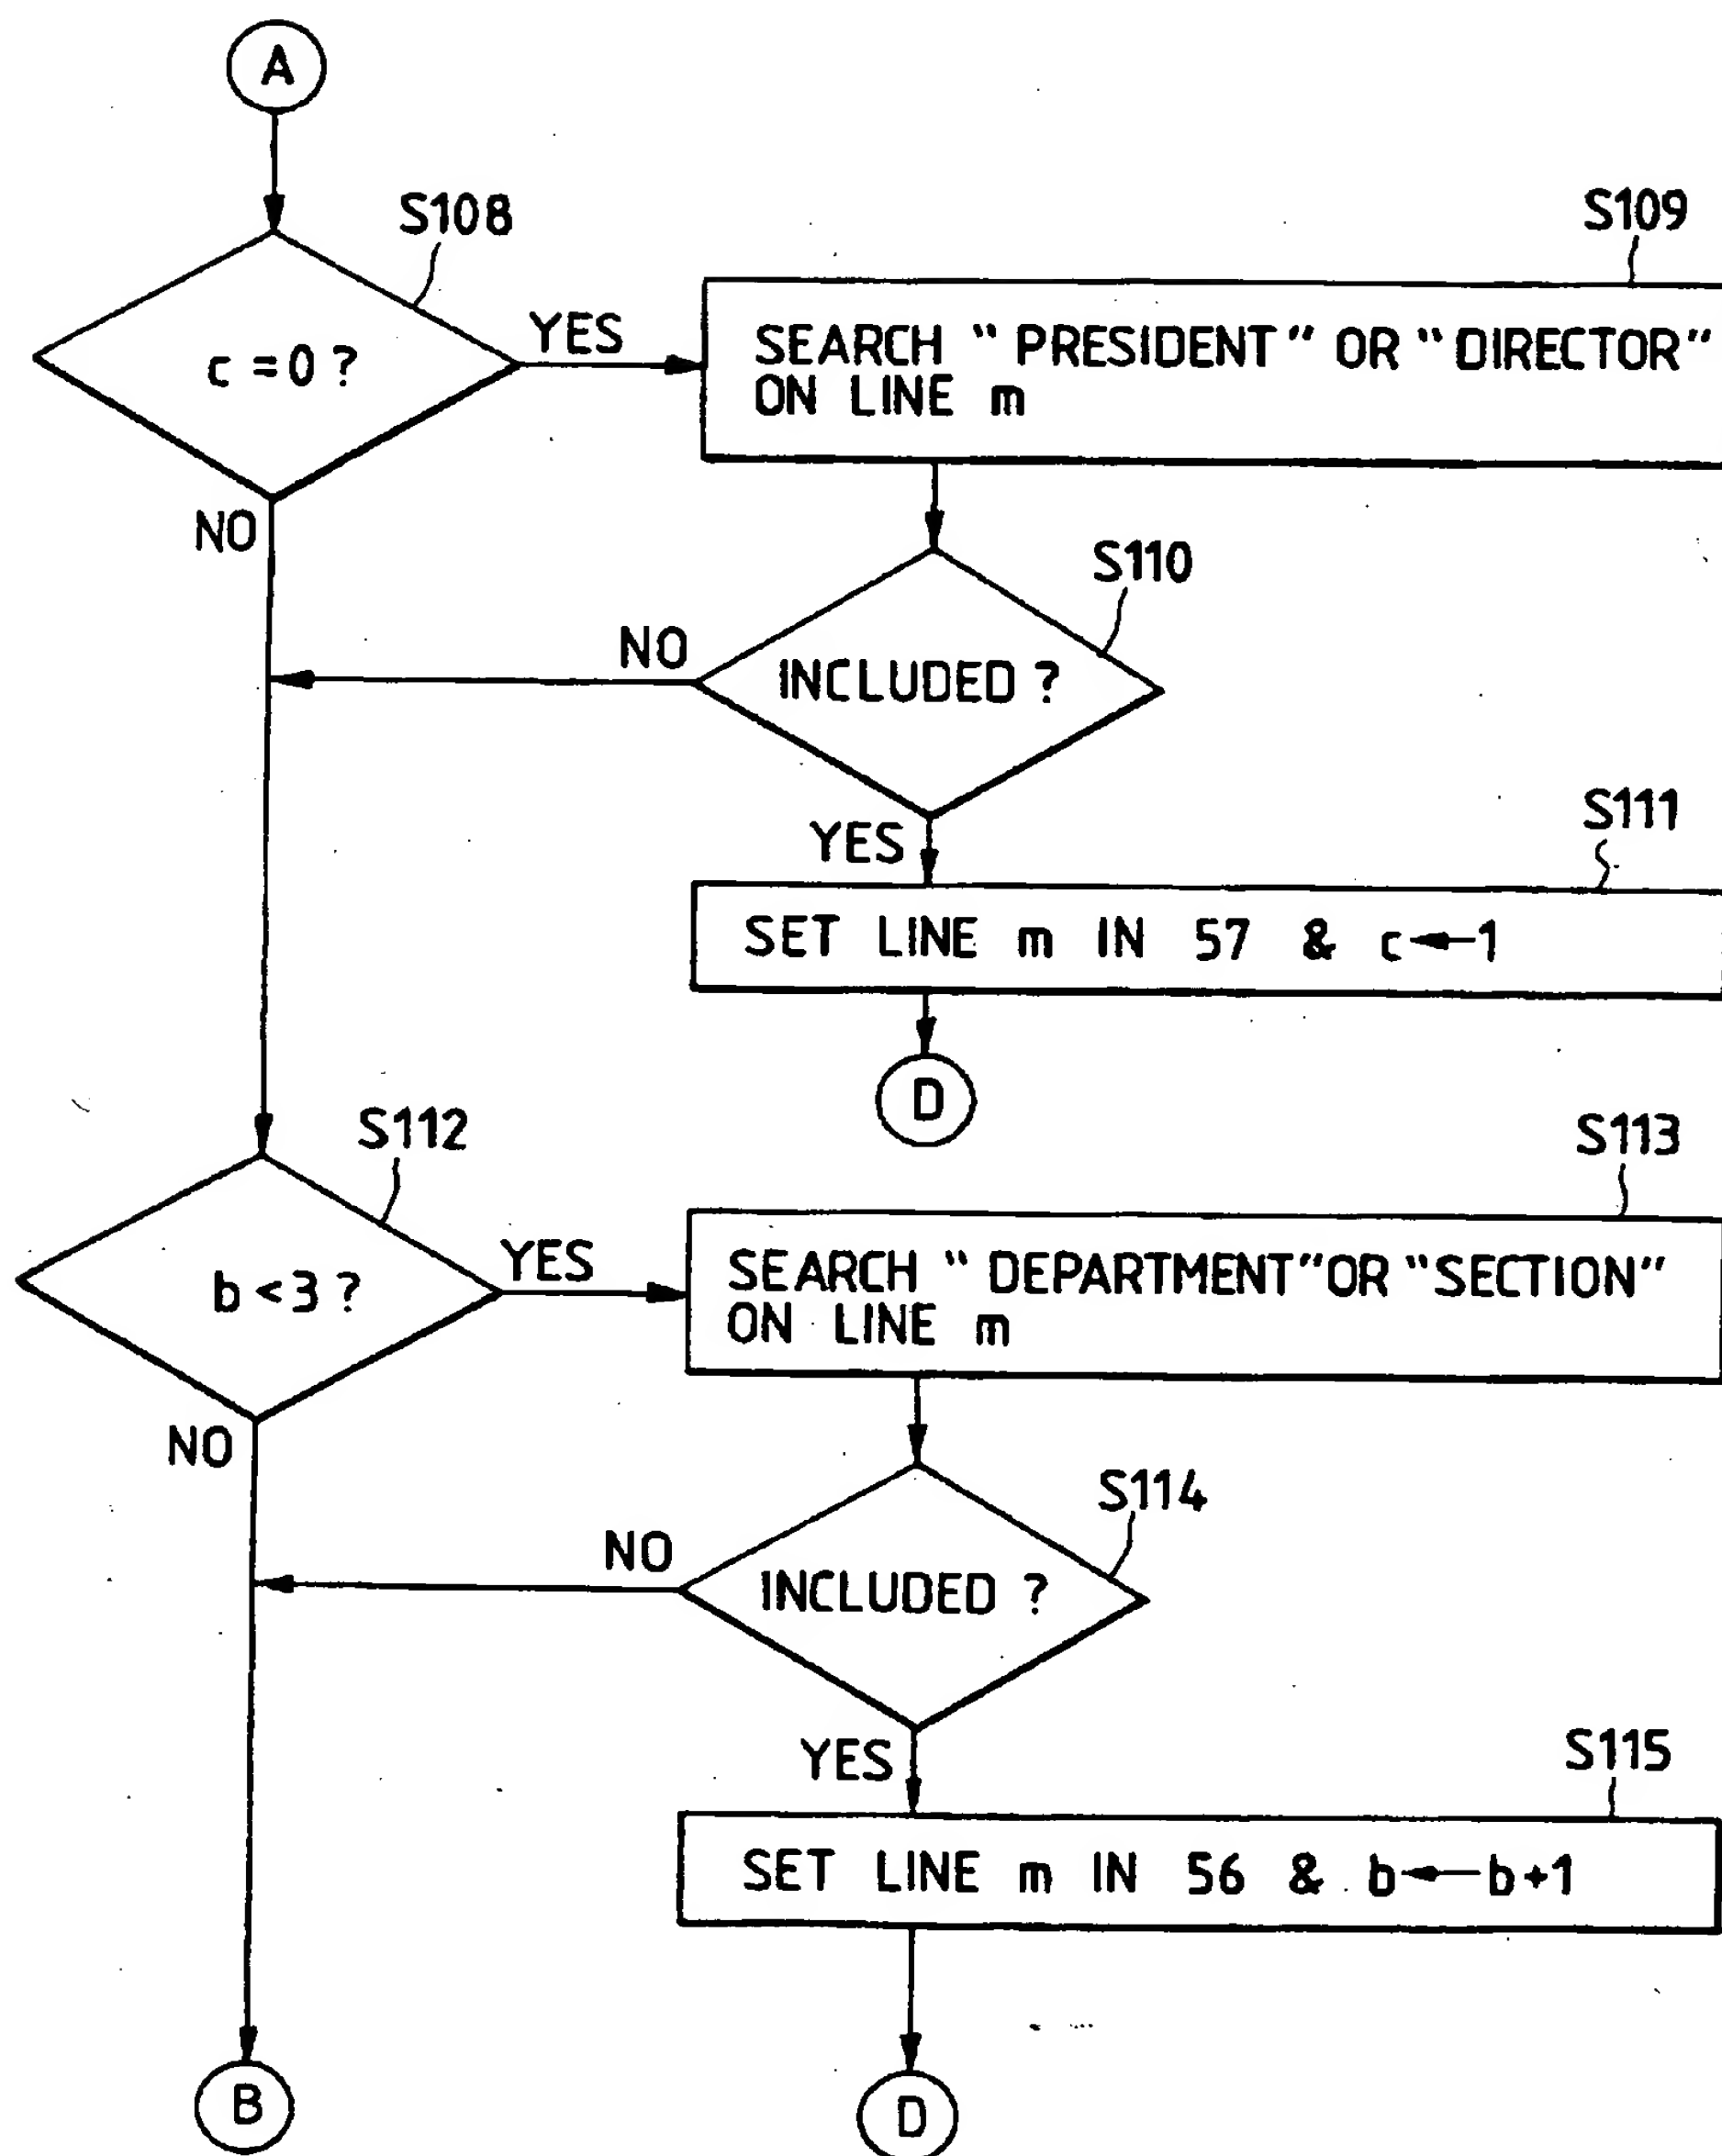 A
S108
S109
c = 0 ?
YES
SEARCH " PRESIDENT " OR " DIRECTOR "
ON LINE m
NO
S110
NO
INCLUDED ?
YES
S111
SET LINE m IN 57 & c←1
D
S112
S113
b < 3 ?
YES
SEARCH " DEPARTMENT" OR "SECTION"
ON LINE m
NO
S114
NO
INCLUDED ?
YES
S115
SET LINE m IN 56 & b←b+1
B
D